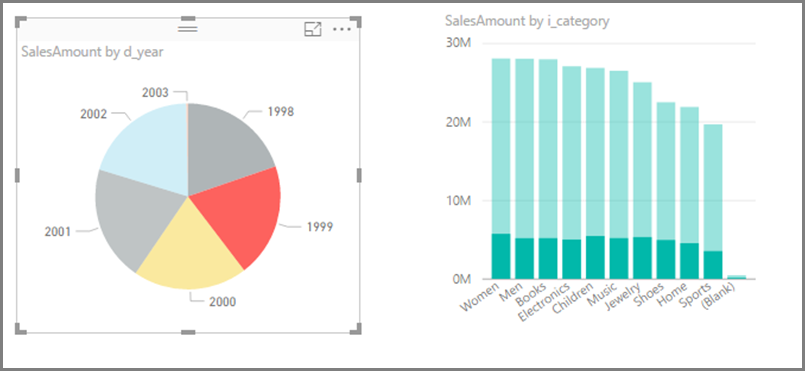 SalesAmount by d_year
2003
2002
1998
2001
1999
2000
SalesAmount by i_category
30M
20M
10M
0M
Women
Men
Books
Electronics
Children
Music
Jewelry
Shoes
Home
Sports
(Blank)